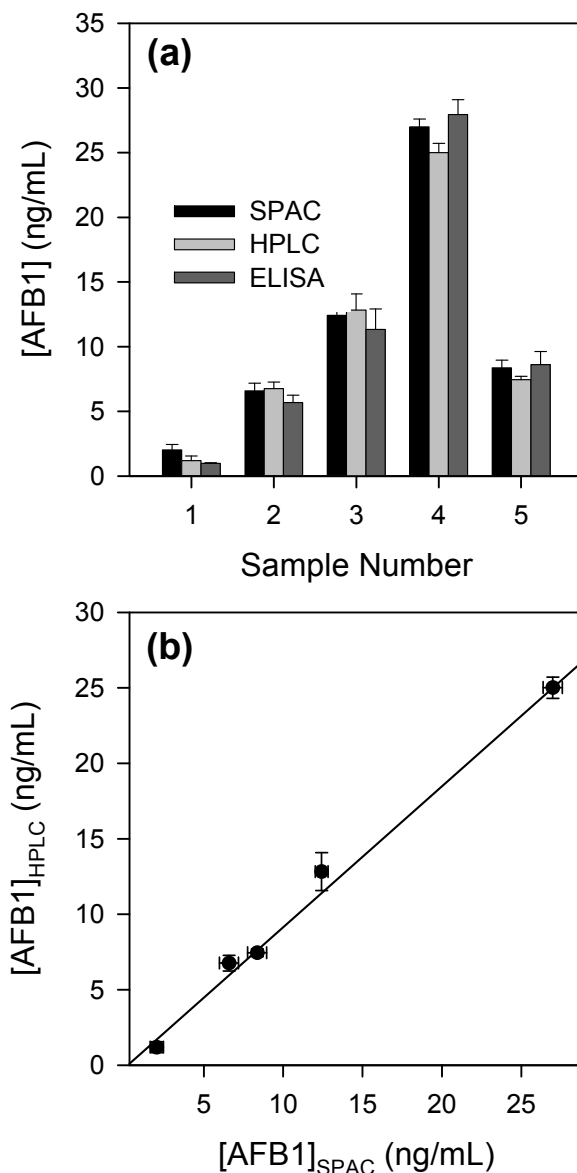 (a)
35
30
25
20
15
10
5
0
[AFB1] (ng/mL)
SPAC
HPLC
ELISA
1 2 3 4 5
Sample Number
(b)
30
25
20
15
10
5
0
[AFB1]HPLC (ng/mL)
5 10 15 20 25
[AFB1]SPAC (ng/mL)